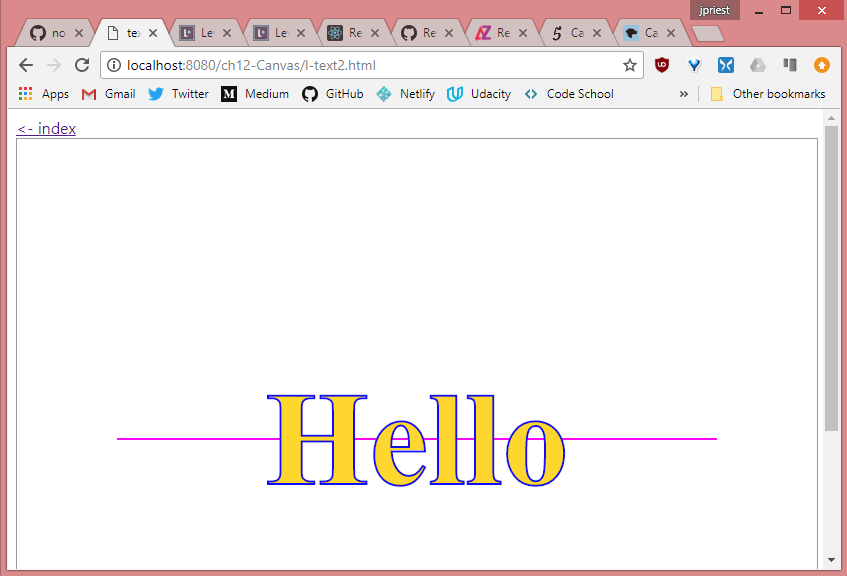 jpriest
no te: Le Le Re Re Re Ca Ca
localhost:8080/ch12-Canvas/l-text2.html
Apps Gmail Twitter Medium GitHub Netlify Udacity Code School » Other bookmarks
<- index
Hello